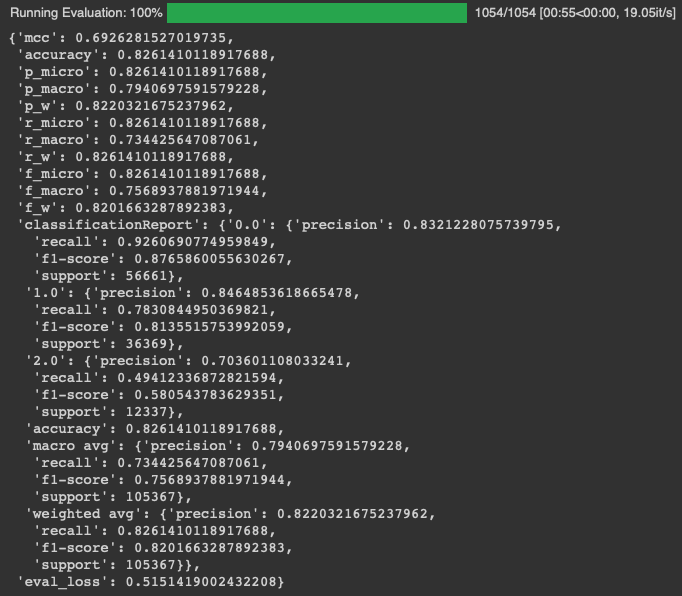 Running Evaluation: 100% 1054/1054 [00:55<00:00, 19.05it/s]
{'mcc': 0.6926281527019735,
'accuracy': 0.8261410118917688,
'p_micro': 0.8261410118917688,
'p_macro': 0.7940697591579228,
'p_w': 0.8220321675237962,
'r_micro': 0.8261410118917688,
'r_macro': 0.734425647087061,
'r_w': 0.8261410118917688,
'f_micro': 0.8261410118917688,
'f_macro': 0.7568937881971944,
'f_w': 0.8201663287892383,
'classificationReport': {'0.0': {'precision': 0.8321228075739795,
'recall': 0.9260690774959849,
'f1-score': 0.8765860055630267,
'support': 56661},
'1.0': {'precision': 0.8464853618665478,
'recall': 0.7830844950369821,
'f1-score': 0.8135515753992059,
'support': 36369},
'2.0': {'precision': 0.703601108033241,
'recall': 0.49412336872821594,
'f1-score': 0.580543783629351,
'support': 12337},
'accuracy': 0.8261410118917688,
'macro avg': {'precision': 0.7940697591579228,
'recall': 0.734425647087061,
'f1-score': 0.7568937881971944,
'support': 105367},
'weighted avg': {'precision': 0.8220321675237962,
'recall': 0.8261410118917688,
'f1-score': 0.8201663287892383,
'support': 105367}},
'eval_loss': 0.5151419002432208}